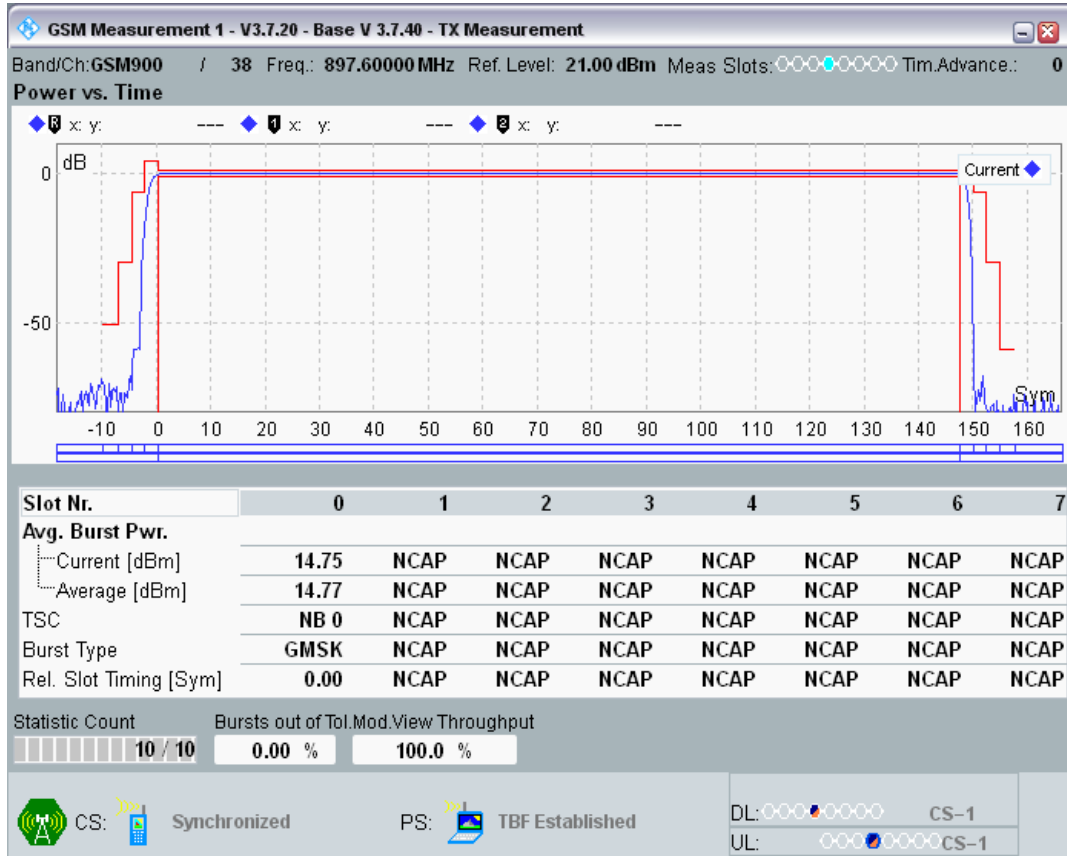 GSM Measurement 1 - V3.7.20 - Base V 3.7.40 - TX Measurement
Band/Ch:GSM900 / 38 Freq.: 897.60000 MHz Ref. Level: 21.00 dBm Meas Slots: Tim.Advance.: 0
Power vs. Time
R x: y: --- 1 x: y: --- 2 x: y: ---
dB
Current
0
-50
Sym
-10 0 10 20 30 40 50 60 70 80 90 100 110 120 130 140 150 160
Slot Nr. 0 1 2 3 4 5 6 7
Avg. Burst Pwr.
Current [dBm] 14.75 NCAP NCAP NCAP NCAP NCAP NCAP NCAP
Average [dBm] 14.77 NCAP NCAP NCAP NCAP NCAP NCAP NCAP
TSC NB 0 NCAP NCAP NCAP NCAP NCAP NCAP NCAP
Burst Type GMSK NCAP NCAP NCAP NCAP NCAP NCAP NCAP
Rel. Slot Timing [Sym] 0.00 NCAP NCAP NCAP NCAP NCAP NCAP NCAP
Statistic Count Bursts out of Tol.Mod.View Throughput
10 / 10 0.00 % 100.0 %
CS: Synchronized PS: TBF Established DL: CS-1
UL: CS-1